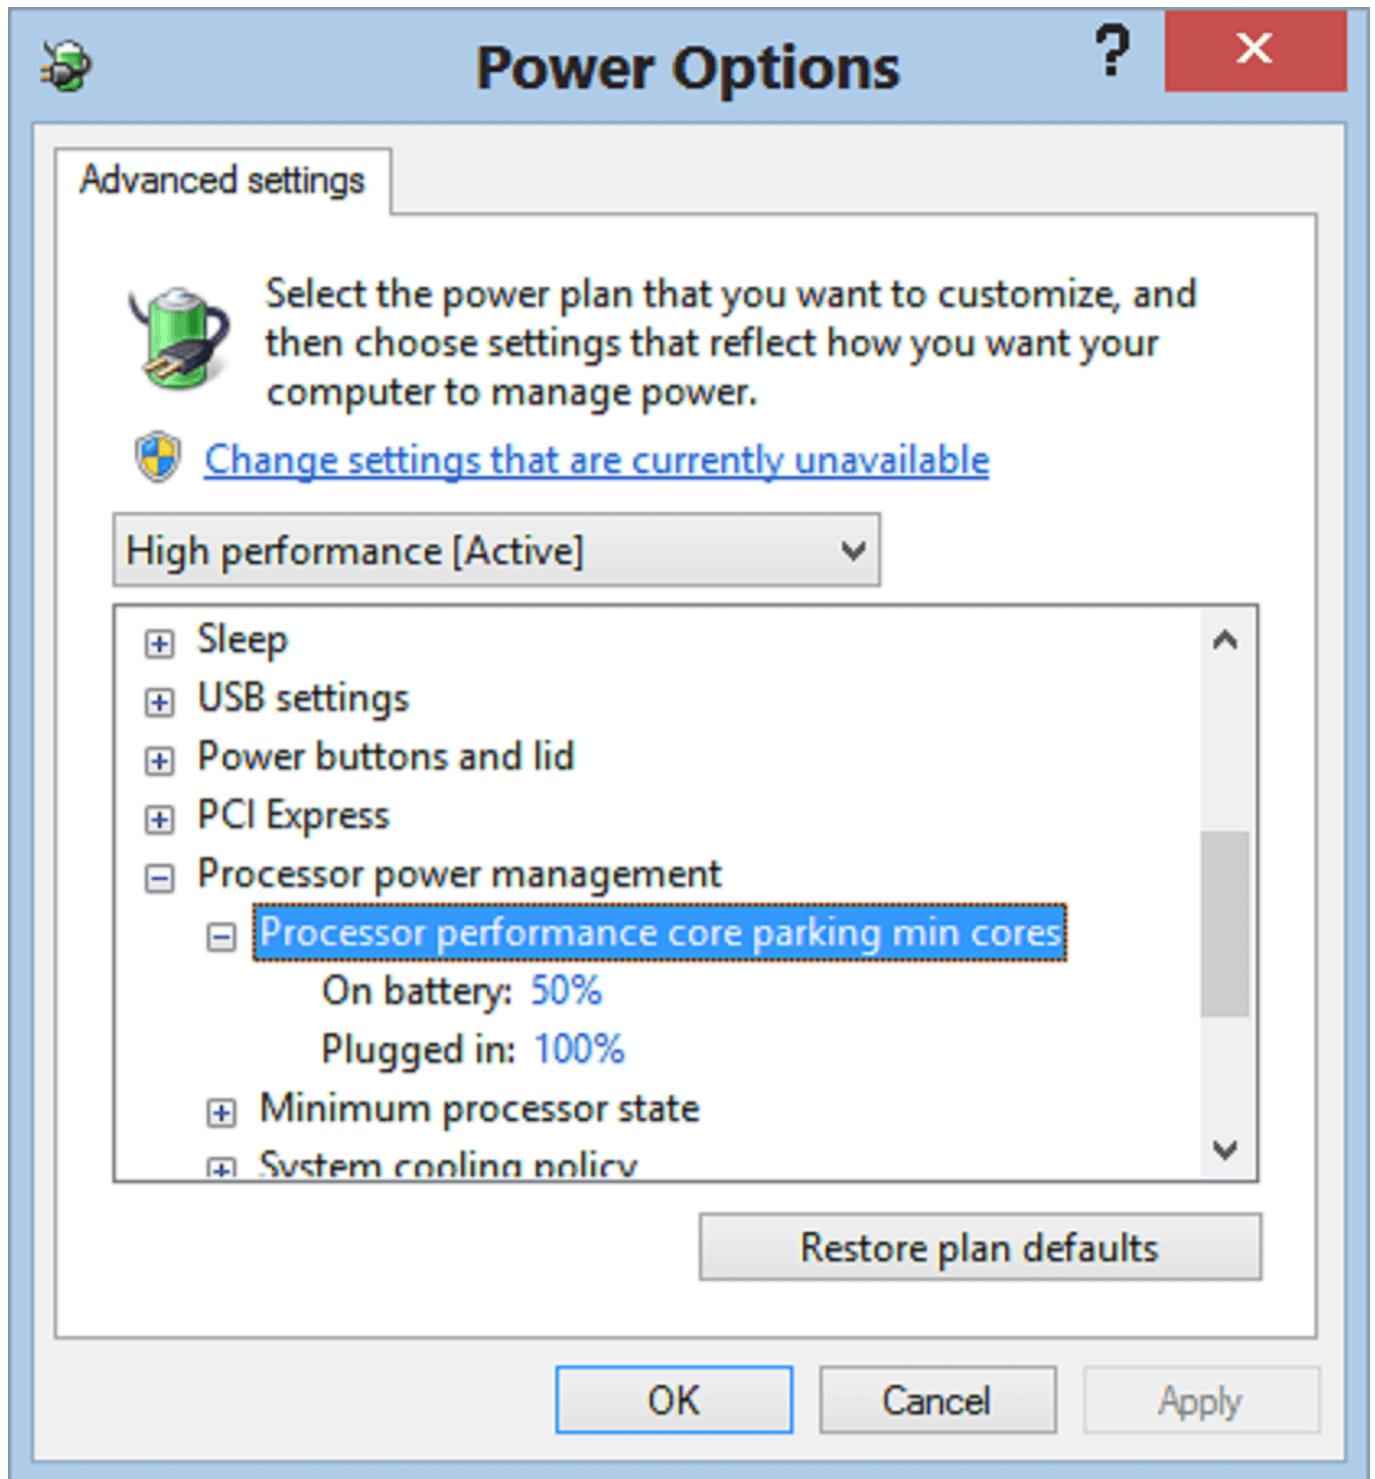 Power Options
?
Advanced settings
Select the power plan that you want to customize, and
then choose settings that reflect how you want your
computer to manage power.
Change settings that are currently unavailable
High performance [Active]
Sleep
USB settings
Power buttons and lid
PCI Express
Processor power management
Processor performance core parking min cores
On battery: 50%
Plugged in: 100%
Minimum processor state
System cooling policy
Restore plan defaults
OK Cancel Apply